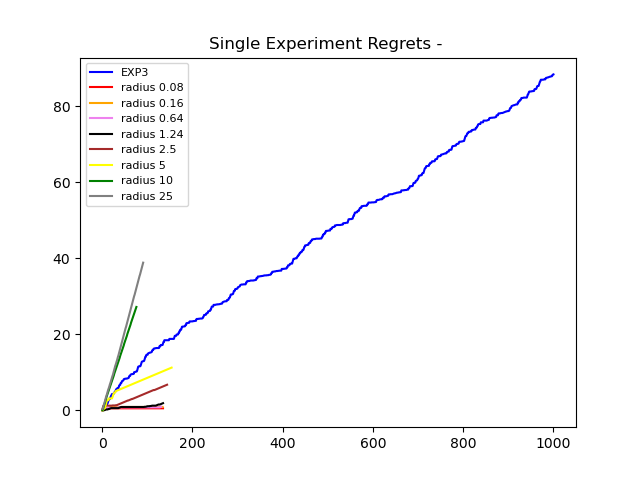 Single Experiment Regrets -
EXP3
radius 0.08
radius 0.16
radius 0.64
radius 1.24
radius 2.5
radius 5
radius 10
radius 25
80
60
40
20
0
0 200 400 600 800 1000